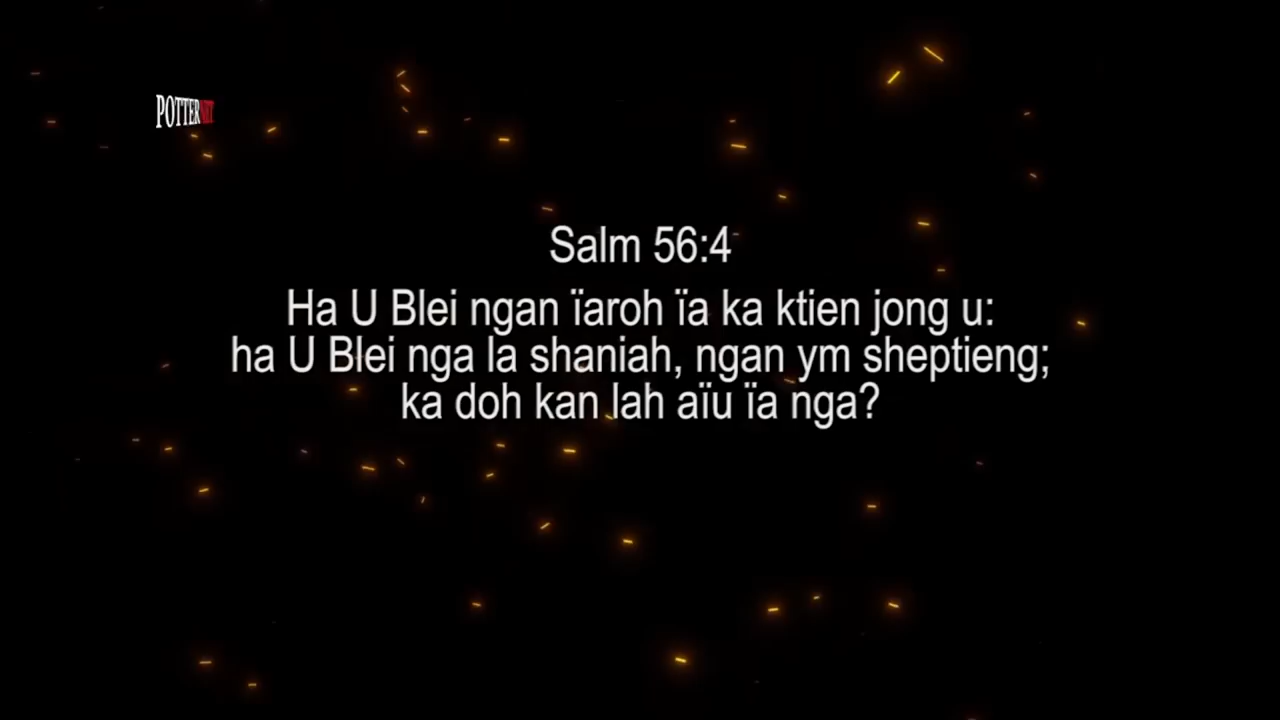 POTTERNET
Salm 56:4
Ha U Blei ngan ïaroh ïa ka ktien jong u:
ha U Blei nga la shaniah, ngan ym sheptieng;
ka doh kan lah aïu ïa nga?